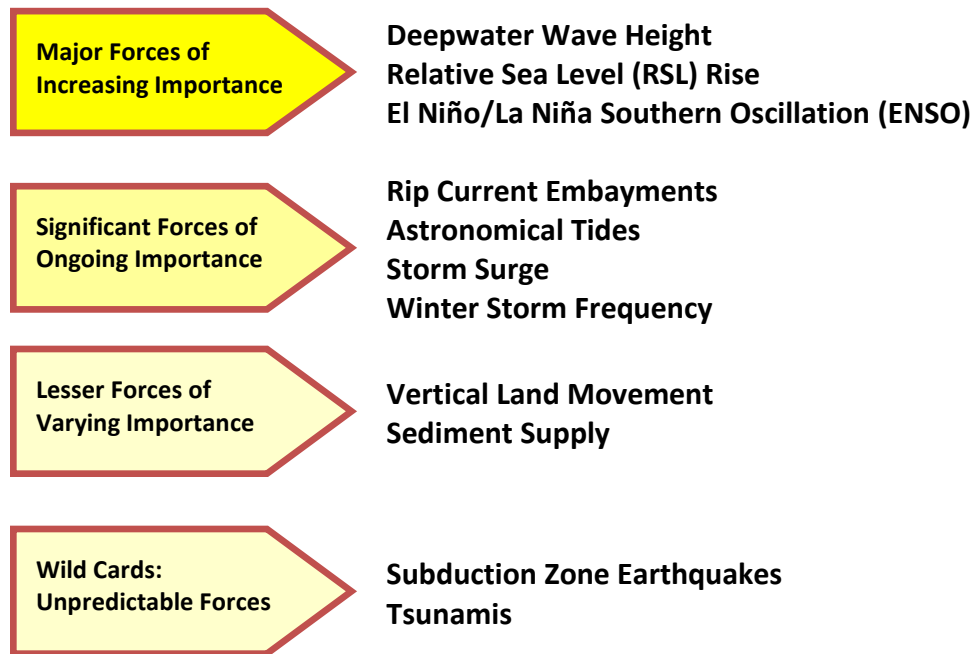 Major Forces of
Increasing Importance
Deepwater Wave Height
Relative Sea Level (RSL) Rise
El Niño/La Niña Southern Oscillation (ENSO)
Significant Forces of
Ongoing Importance
Rip Current Embayments
Astronomical Tides
Storm Surge
Winter Storm Frequency
Lesser Forces of
Varying Importance
Vertical Land Movement
Sediment Supply
Wild Cards:
Unpredictable Forces
Subduction Zone Earthquakes
Tsunamis